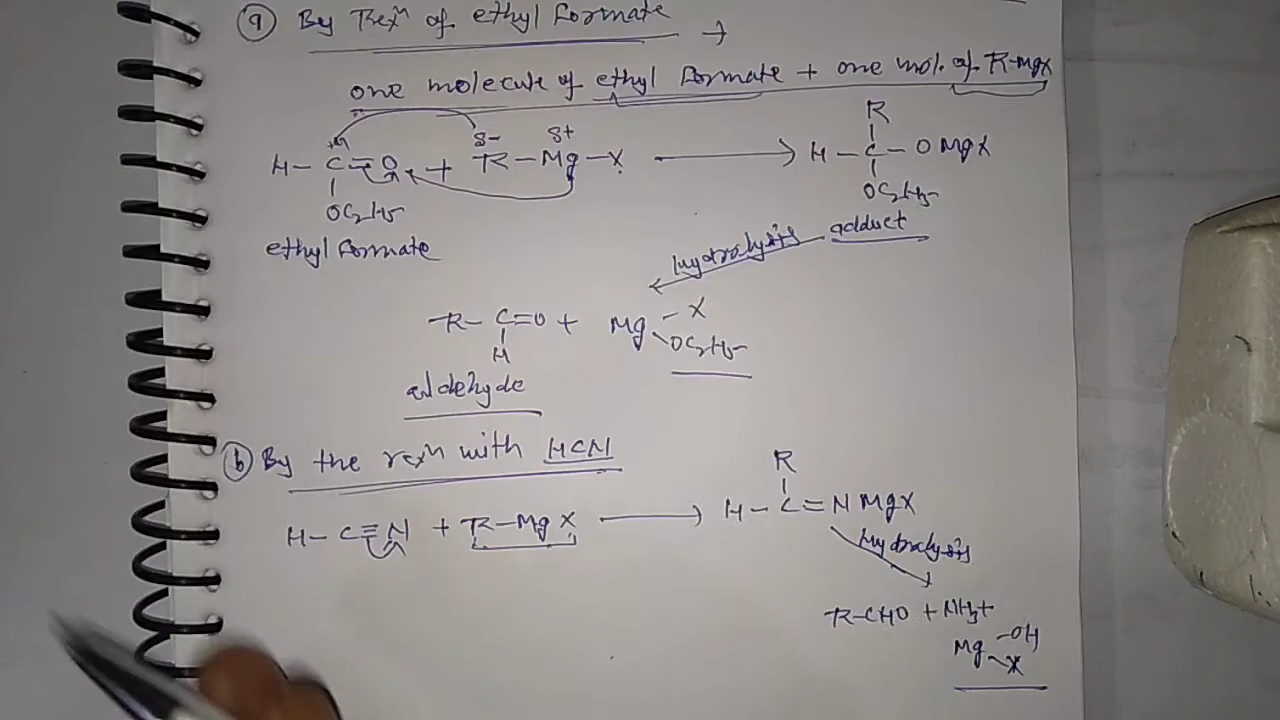 (a) By Rexⁿ of ethyl formate →
one molecule of ethyl formate + one mol. of R-MgX
H-C=O + R-Mg-X → H-C-OMgX
δ- δ+
R
OC2H5
OC2H5
ethyl formate
adduct
hydrolysis
R-C=O + Mg-X
H
OC2H5
aldehyde
(b) By the rexⁿ with HCN
R
H-C≡N + R-MgX → H-C=NMgX
Hydrolysis
R-CHO + NH3+
Mg-OH
X